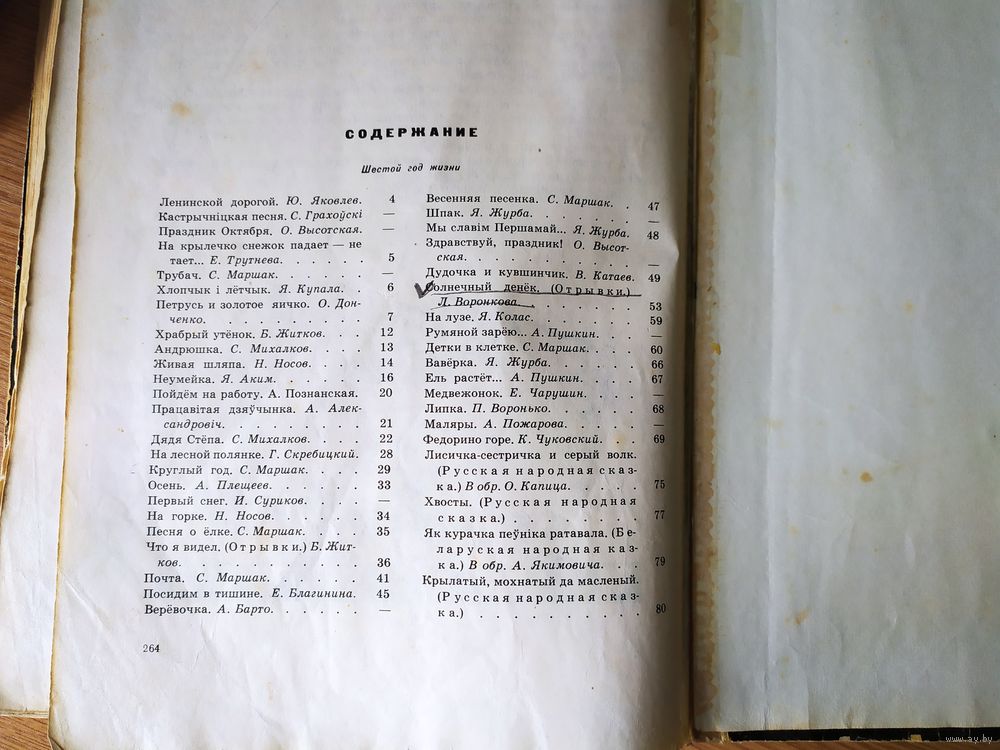 СОДЕРЖАНИЕ
Шестой год жизни
Ленинской дорогой. Ю. Яковлев. 4
Кастрычніцкая песня. С. Грахоўскі —
Праздник Октября. О. Высотская. —
На крылечко снежок падает — не
тает... Е. Трутнева. . . . . . 5
Трубач. С. Маршак. . . . . . —
Хлопчык і лётчык. Я Купала. . 6
Петрусь и золотое яичко. О. Дон-
ченко. . . . . . . . . . 7
Храбрый утёнок. Б. Житков. . . 12
Андрюшка. С. Михалков. . . . 13
Живая шляпа. Н. Носов. . . . 14
Неумейка. Я. Аким. . . . . . 16
Пойдём на работу. А. Познанская. 20
Працавітая дзяўчынка. А. Алек-
сандровіч. . . . . . . . . 21
Дядя Стёпа. С. Михалков. . . . 22
На лесной полянке. Г. Скребицкий. 28
Круглый год. С. Маршак. . . . 29
Осень. А. Плещеев. . . . . . 33
Первый снег. И. Суриков. . . . —
На горке. Н. Носов. . . . . . 34
Песня о ёлке. С. Маршак. . . . 35
Что я видел. (Отрывки.) Б. Жит-
ков. . . . . . . . . . . 36
Почта. С. Маршак. . . . . . 41
Посидим в тишине. Е. Благинина. 45
Верёвочка. А. Барто. . . . . . —
264
Весенняя песенка. С. Маршак. . 47
Шпак. Я. Журба. . . . . . . —
Мы славім Першамай... Я. Журба. 48
Здравствуй, праздник! О. Высот-
ская. . . . . . . . . . —
Дудочка и кувшинчик. В. Катаев. 49
Солнечный денёк. (Отрывки.)
Л. Воронкова. . . . . . . 53
На лузе. Я. Колас. . . . . . 59
Румяной зарёю... А. Пушкин. . . —
Детки в клетке. С. Маршак. . . 60
Вавёрка. Я. Журба. . . . . . 66
Ель растёт... А. Пушкин. . . . 67
Медвежонок. Е. Чарушин. . . . —
Липка. П. Воронько. . . . . . 68
Маляры. А. Пожарова. . . . . —
Федорино горе. К. Чуковский. . . 69
Лисичка-сестричка и серый волк.
(Русская народная сказ-
ка.) В обр. О. Капица. . . . 75
Хвосты. (Русская народная
сказка.) . . . . . . . . 77
Як курачка пеўніка ратавала. (Бе-
ларуская народная каз-
ка.) В обр. А. Якимовича. . . 79
Крылатый, мохнатый да масленый.
(Русская народная сказ-
ка.) . . . . . . . . . . 80
www.ay.by